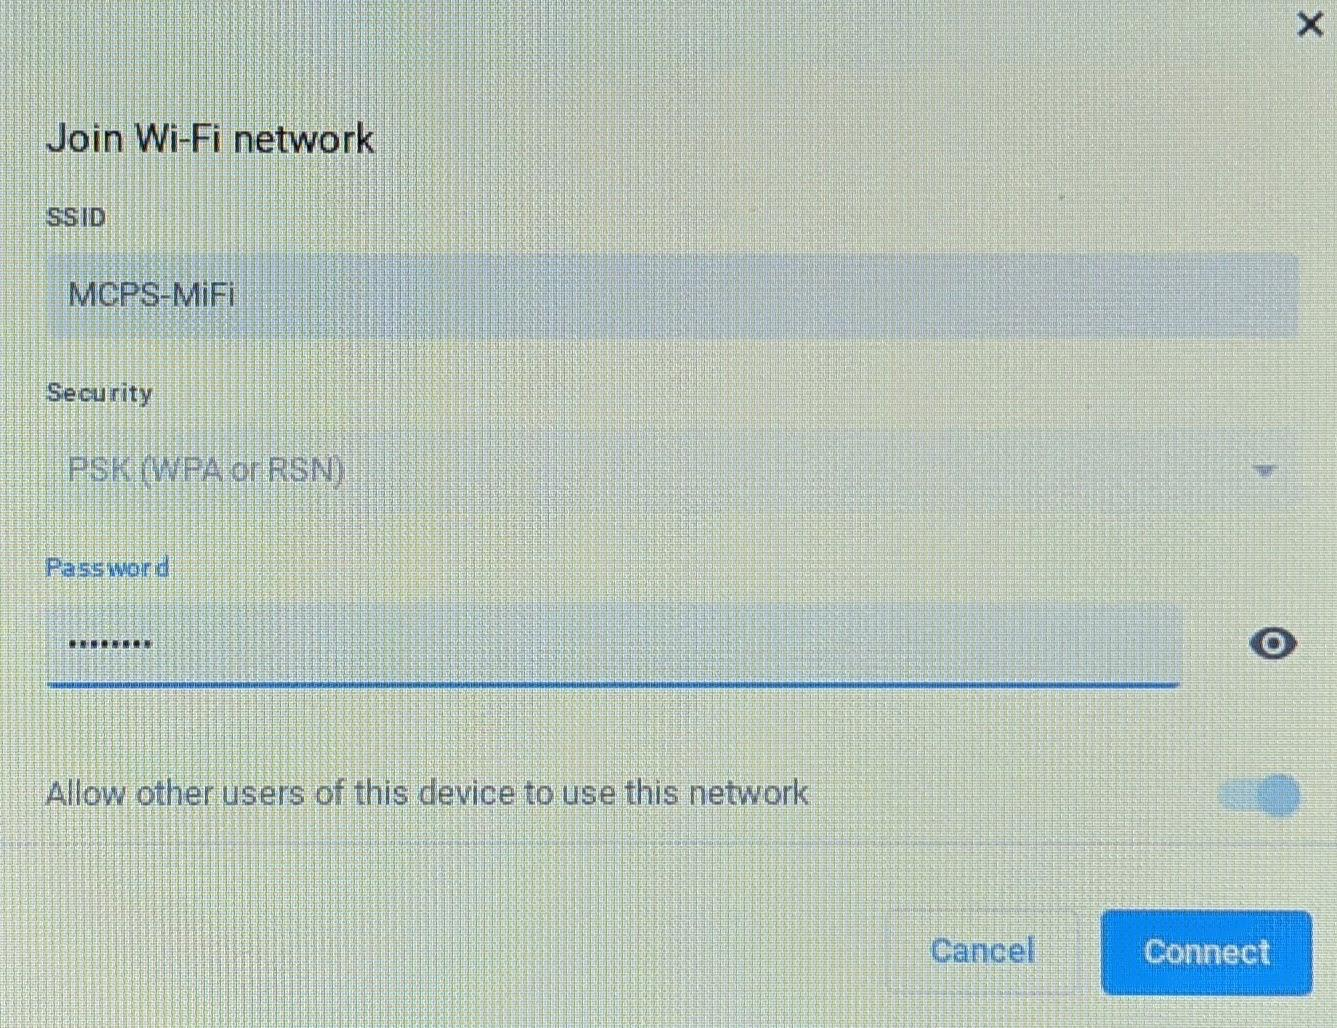 Join Wi-Fi network
SSID
MCPS-MiFi
Security
PSK (WPA or RSN)
Password
••••••••
Allow other users of this device to use this network
Cancel
Connect